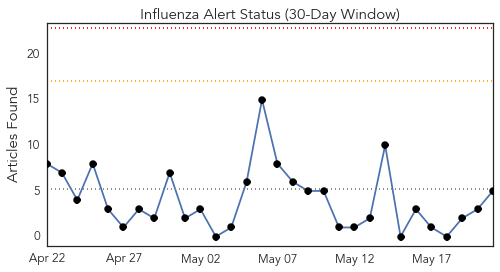 Influenza Alert Status (30-Day Window)
Articles Found
20
15
10
5
0
Apr 22
Apr 27
May 02
May 07
May 12
May 17